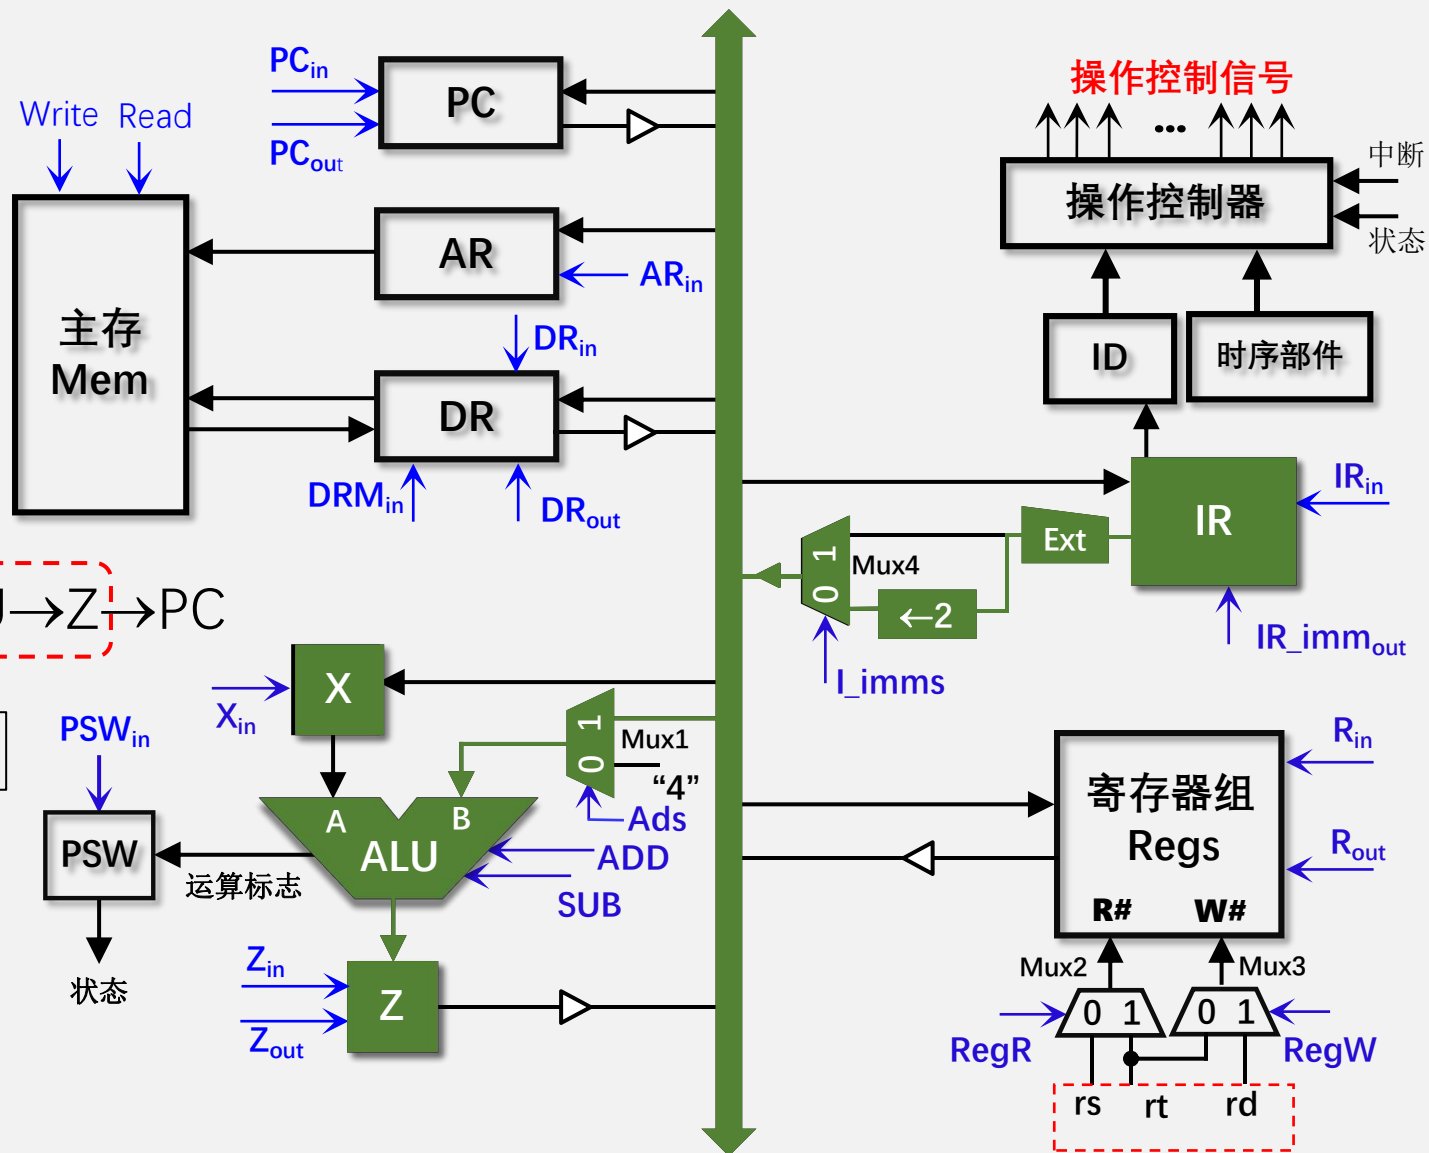 PCin
PC
PCout
Write
Read
操作控制信号
...
中断
操作控制器
状态
AR
ARin
主存
Mem
DRin
DR
DRMin
DRout
ID
时序部件
IRin
IR
Ext
1
0
Mux4
←2
I_imms
IR_immout
→Z→PC
X
Xin
PSWin
PSW
1
0
Mux1
"4"
Ads
A
B
ALU
ADD
SUB
运算标志
状态
Zin
Z
Zout
Rin
寄存器组
Regs
Rout
R#
W#
Mux2
Mux3
0 1
0 1
RegR
RegW
rs
rt
rd